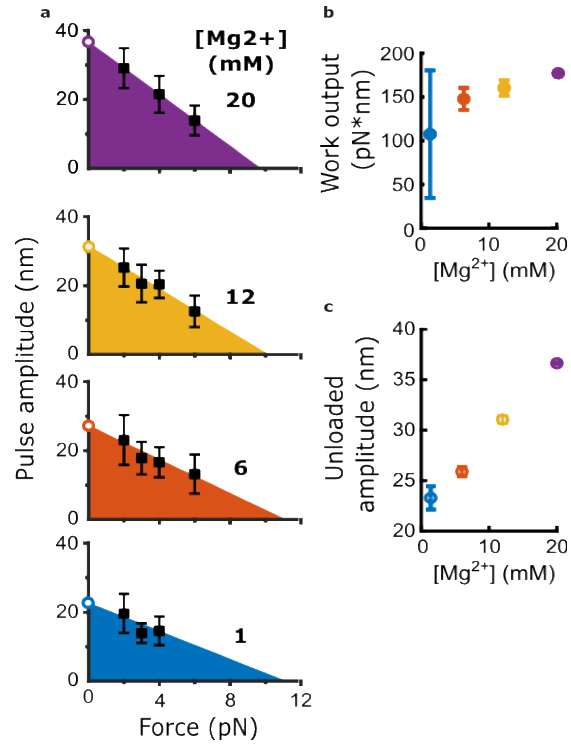 a
Pulse amplitude (nm)
[Mg2+]
(mM)
40
20
0
20
40
20
0
12
40
20
0
6
40
20
0
1
0 4 8 12
Force (pN)
b
Work output
(pN*nm)
200
150
100
50
0
0 10 20
[Mg²⁺] (mM)
c
Unloaded
amplitude (nm)
40
35
30
25
20
0 10 20
[Mg²⁺] (mM)